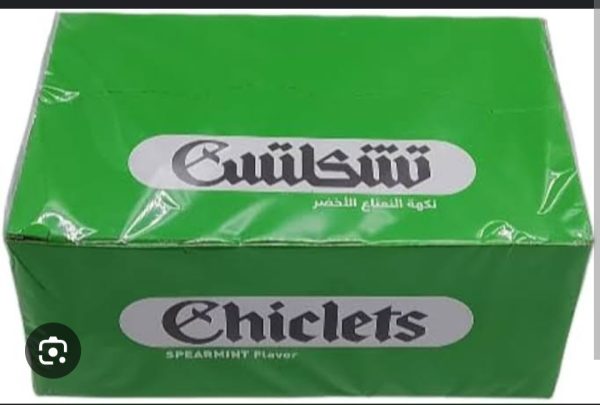 تشكلتس
نكهة النعناع الأخضر
Chiclets
SPEARMINT Flavor